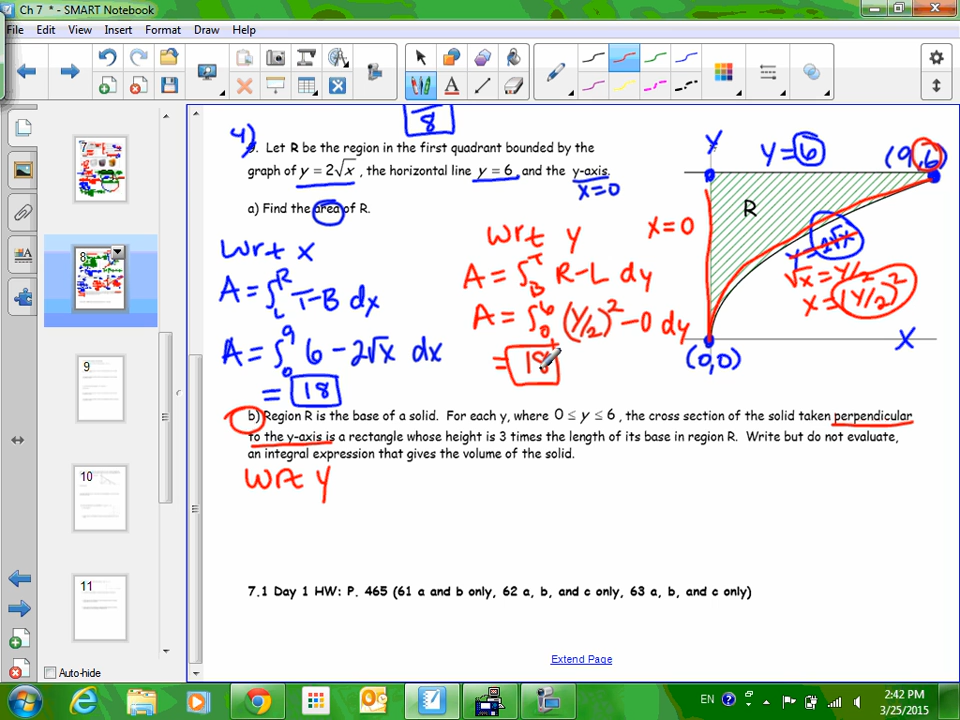 Ch 7 * - SMART Notebook
File Edit View Insert Format Draw Help
7
8
9
10
11
Auto-hide
8
4)
Let R be the region in the first quadrant bounded by the
graph of y = 2√x , the horizontal line y = 6 , and the y-axis.
x=0
a) Find the area of R.
wrt x
A = ∫ᴿ_L T-B dx
A = ∫⁹₀ 6 - 2√x dx
= 18
wrt y
A = ∫ᵀ_B R-L dy
A = ∫⁶₀ (y/2)² - 0 dy
= 18
y
y = 6
(9,6)
R
x = 0
y = 2√x
√x = y/2
x = (y/2)²
x
(0,0)
b) Region R is the base of a solid. For each y, where 0 ≤ y ≤ 6 , the cross section of the solid taken perpendicular
to the y-axis is a rectangle whose height is 3 times the length of its base in region R. Write but do not evaluate,
an integral expression that gives the volume of the solid.
wrt y
7.1 Day 1 HW: P. 465 (61 a and b only, 62 a, b, and c only, 63 a, b, and c only)
Extend Page
EN
2:42 PM
3/25/2015